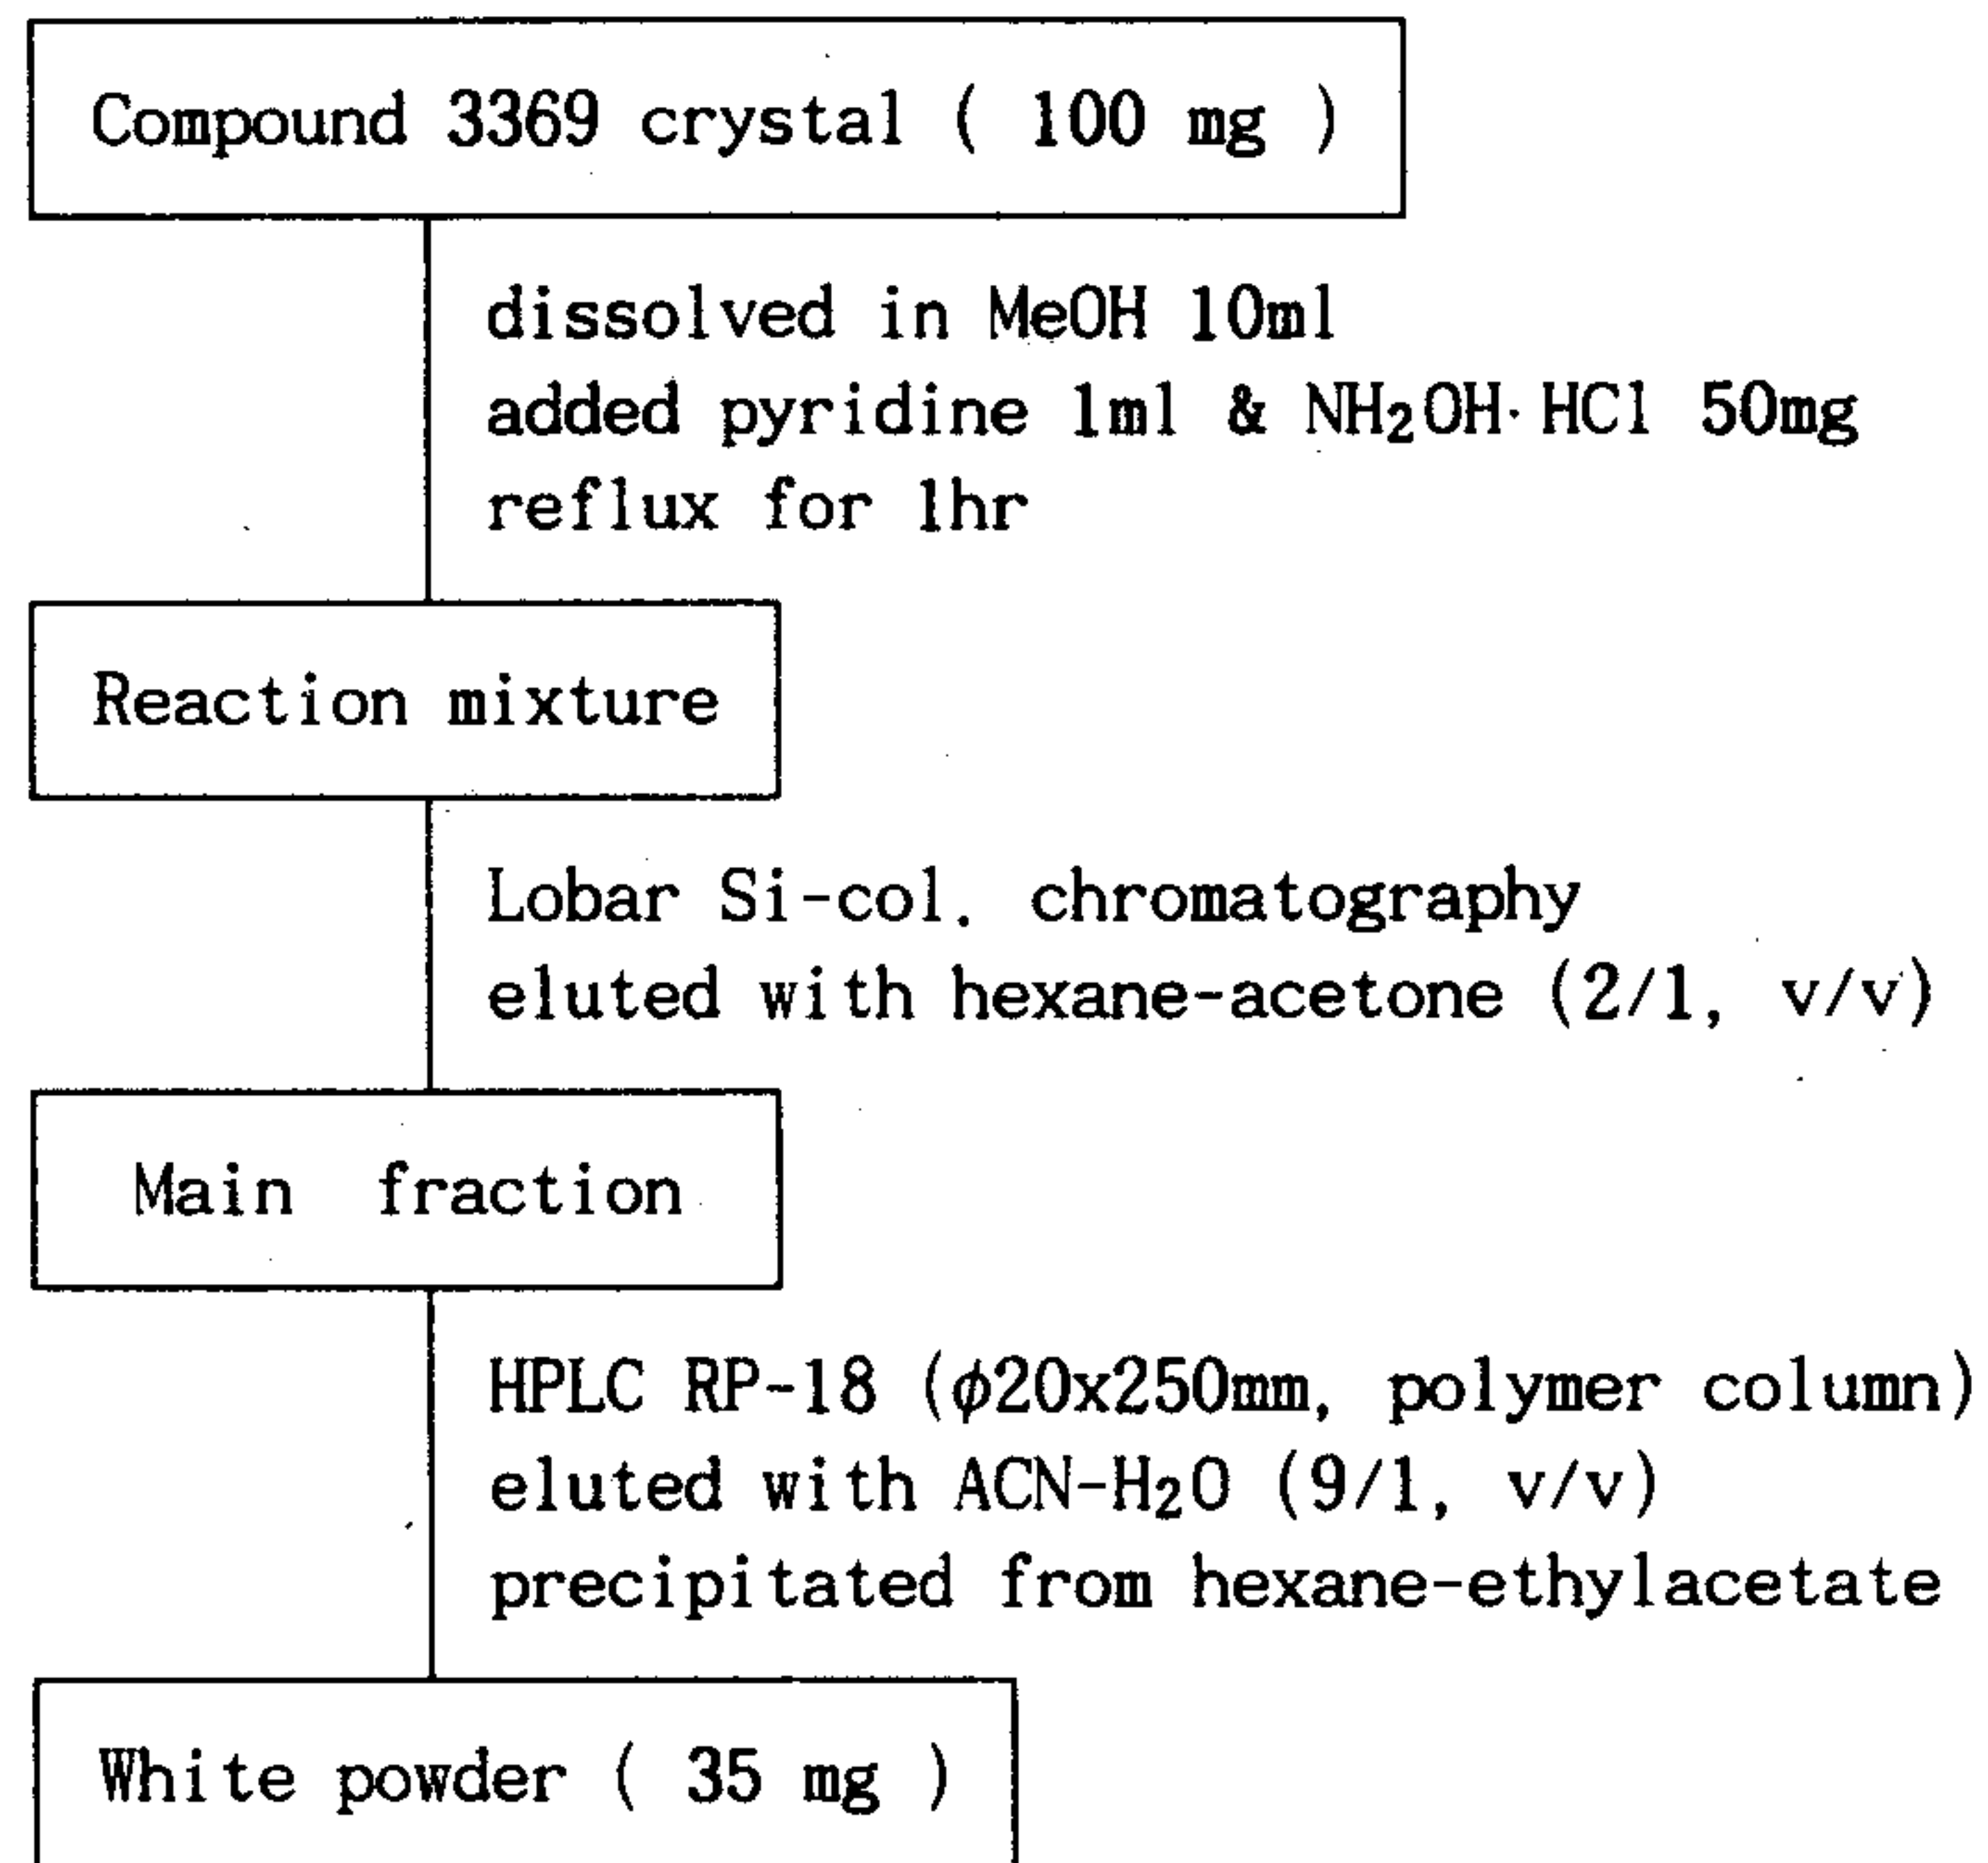 Compound 3369 crystal ( 100 mg )
dissolved in MeOH 10ml
added pyridine 1ml & NH₂OH·HCl 50mg
reflux for 1hr
Reaction mixture
Lobar Si-col. chromatography
eluted with hexane-acetone (2/1, v/v)
Main fraction
HPLC RP-18 (φ20x250mm, polymer column)
eluted with ACN-H₂O (9/1, v/v)
precipitated from hexane-ethylacetate
White powder ( 35 mg )